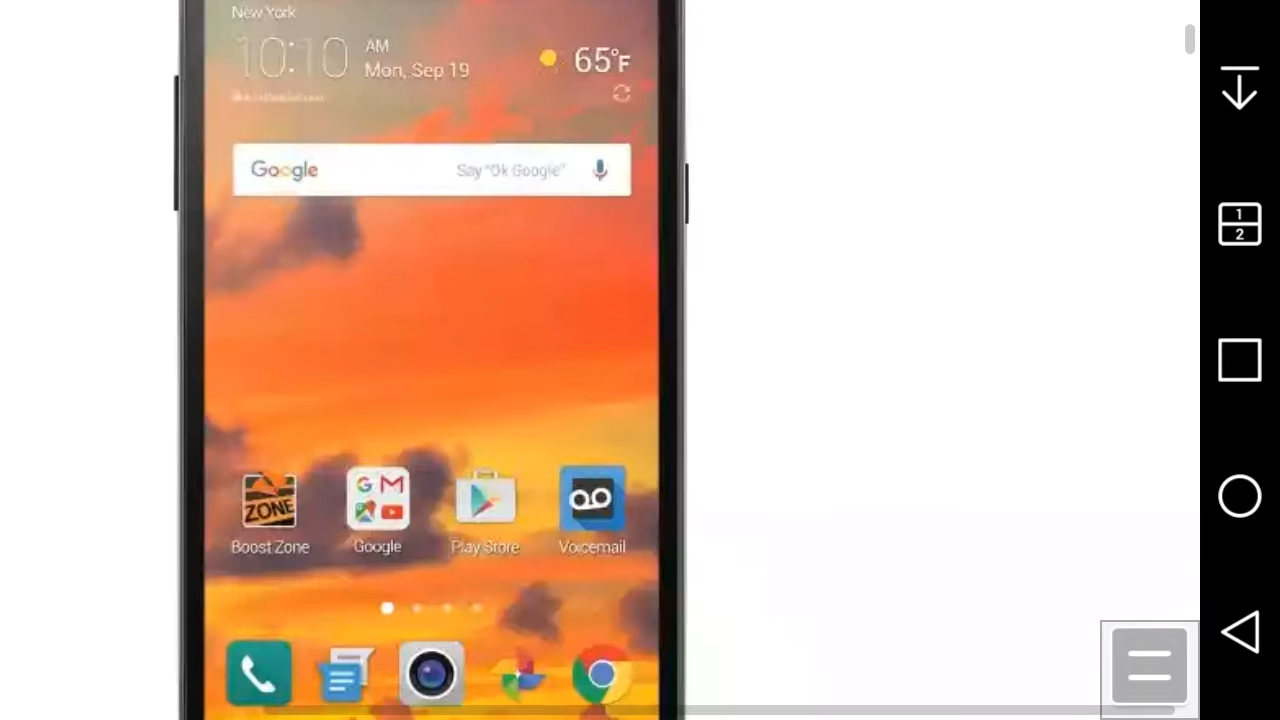 New York
10:10 AM
Mon, Sep 19
65°F
Google Say "Ok Google"
ZONE
G M
Boost Zone Google Play Store Voicemail
1
2